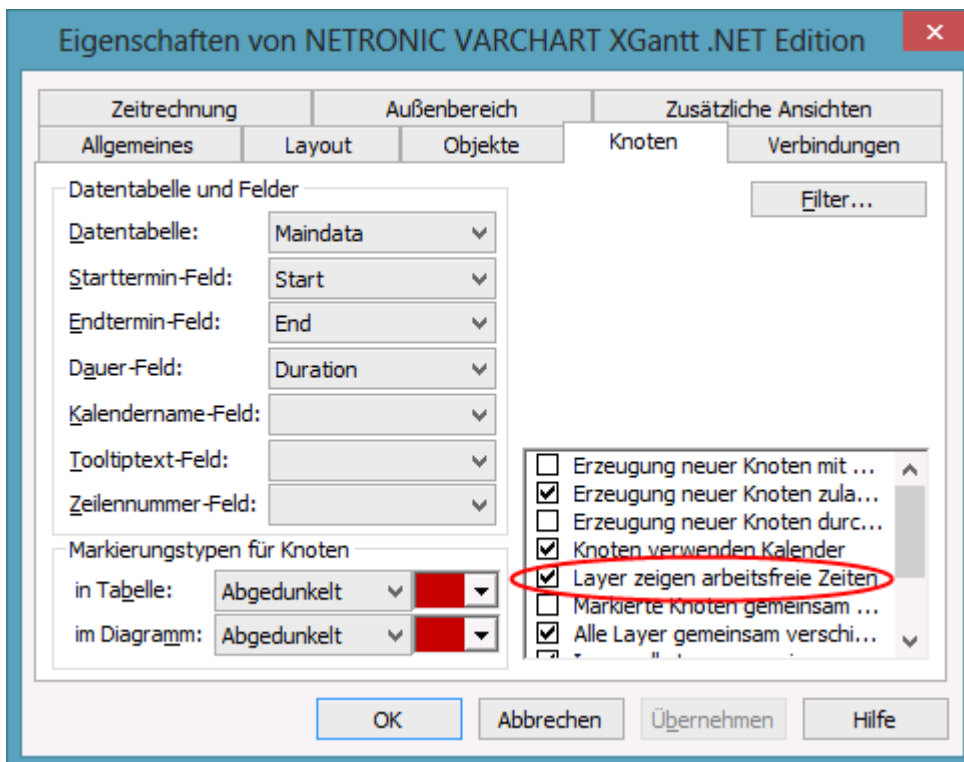 Eigenschaften von NETRONIC VARCHART XGantt .NET Edition
Zeitrechnung Außenbereich Zusätzliche Ansichten
Allgemeines Layout Objekte Knoten Verbindungen
Datentabelle und Felder
Filter...
Datentabelle: Maindata
Starttermin-Feld: Start
Endtermin-Feld: End
Dauer-Feld: Duration
Kalendername-Feld:
Tooltiptext-Feld:
Zeilennummer-Feld:
Erzeugung neuer Knoten mit ...
Erzeugung neuer Knoten zula...
Erzeugung neuer Knoten durc...
Knoten verwenden Kalender
Layer zeigen arbeitsfreie Zeiten
Markierte Knoten gemeinsam ...
Alle Layer gemeinsam verschi...
Markierungstypen für Knoten
in Tabelle: Abgedunkelt
im Diagramm: Abgedunkelt
OK Abbrechen Übernehmen Hilfe